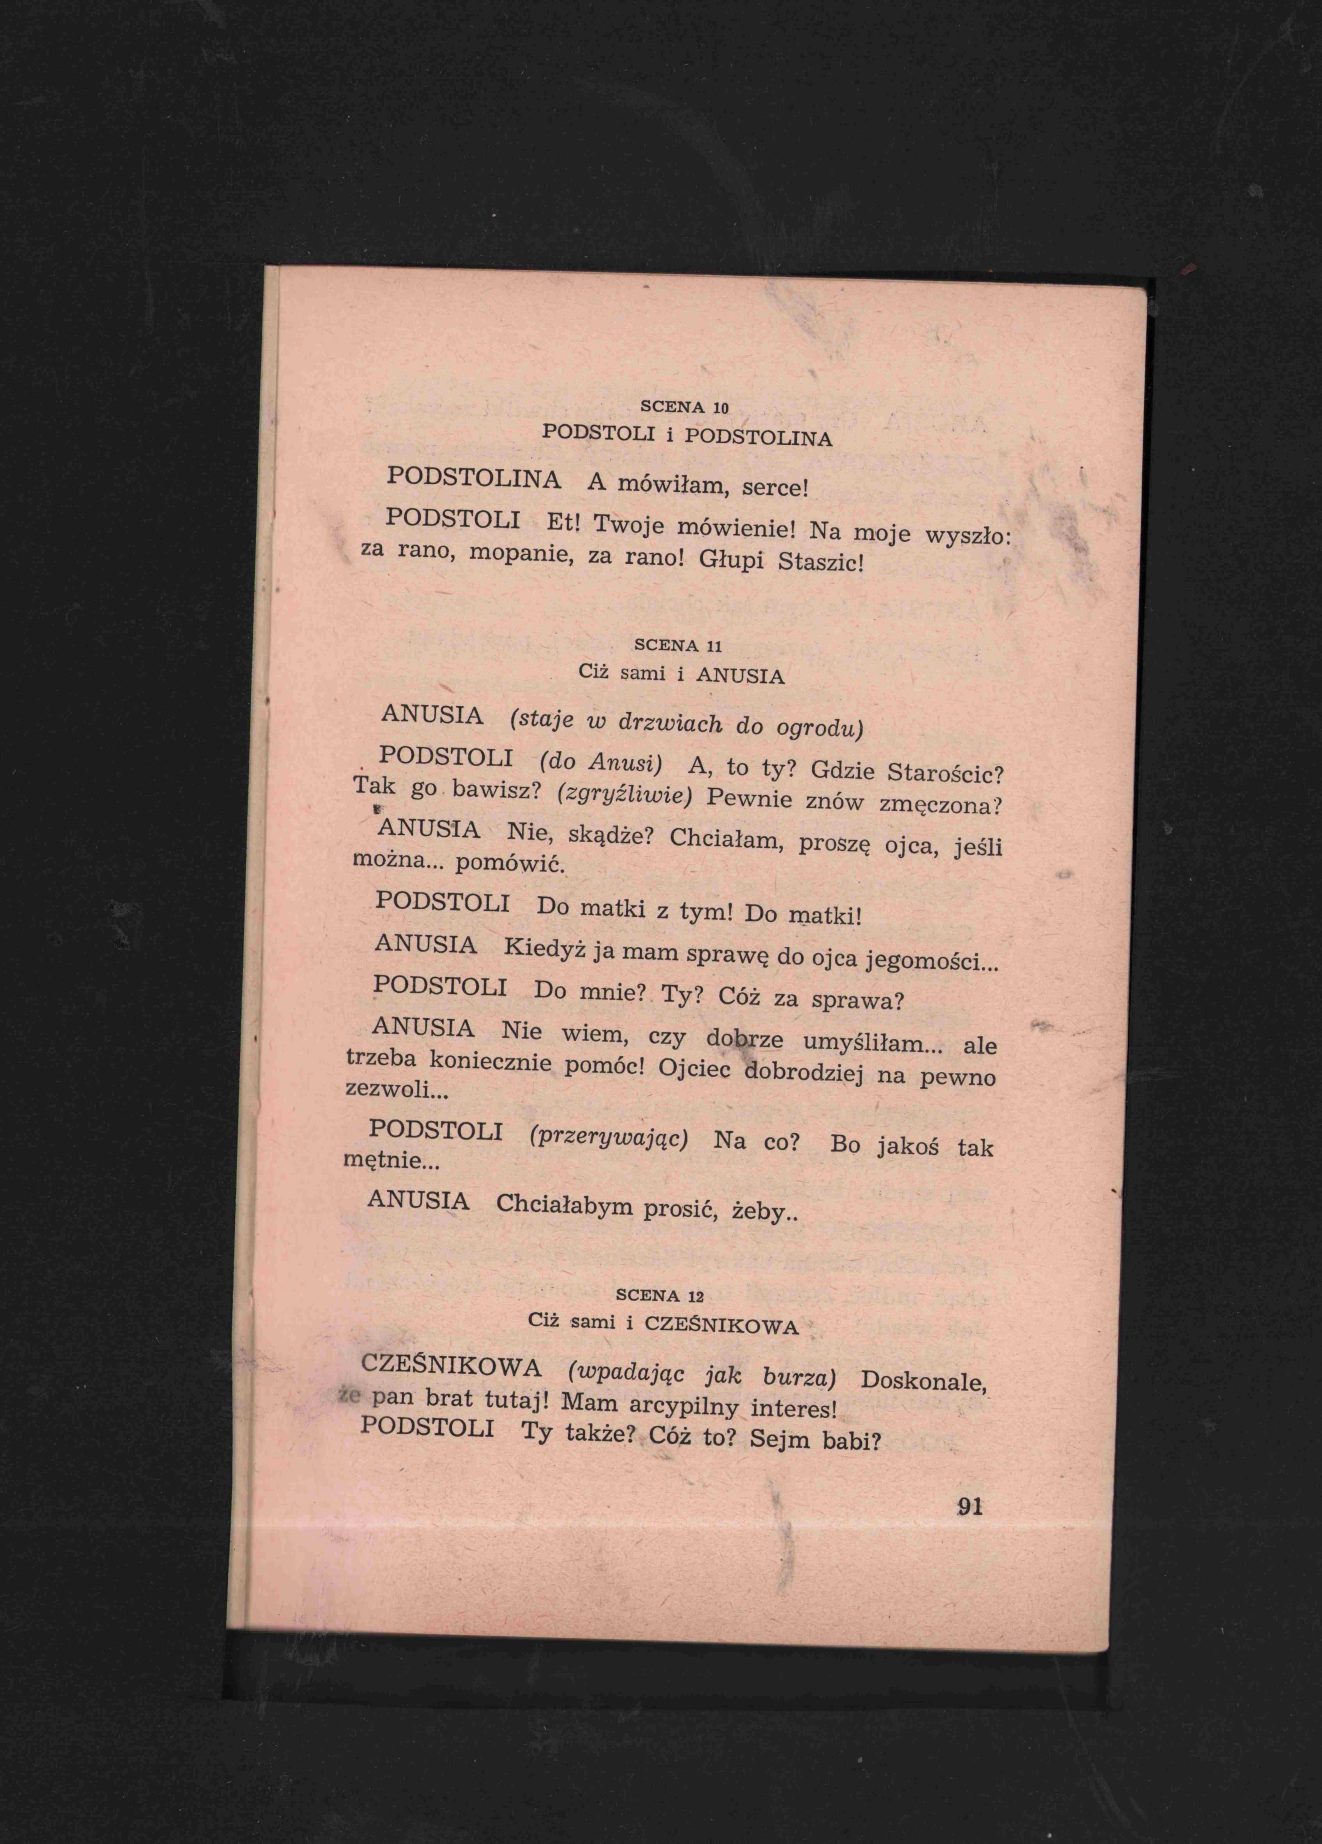 SCENA 10
PODSTOLI i PODSTOLINA
PODSTOLINA A mówiłam, serce!
PODSTOLI Et! Twoje mówienie! Na moje wyszło:
za rano, mopanie, za rano! Głupi Staszic!
SCENA 11
Ciż sami i ANUSIA
ANUSIA (staje w drzwiach do ogrodu)
PODSTOLI (do Anusi) A, to ty? Gdzie Starościc?
Tak go bawisz? (zgryźliwie) Pewnie znów zmęczona?
ANUSIA Nie, skądże? Chciałam, proszę ojca, jeśli
można... pomówić.
PODSTOLI Do matki z tym! Do matki!
ANUSIA Kiedyż ja mam sprawę do ojca jegomości...
PODSTOLI Do mnie? Ty? Cóż za sprawa?
ANUSIA Nie wiem, czy dobrze umyśliłam... ale
trzeba koniecznie pomóc! Ojciec dobrodziej na pewno
zezwoli...
PODSTOLI (przerywając) Na co? Bo jakoś tak
mętnie...
ANUSIA Chciałabym prosić, żeby..
SCENA 12
Ciż sami i CZEŚNIKOWA
CZEŚNIKOWA (wpadając jak burza) Doskonale,
że pan brat tutaj! Mam arcypilny interes!
PODSTOLI Ty także? Cóż to? Sejm babi?
91